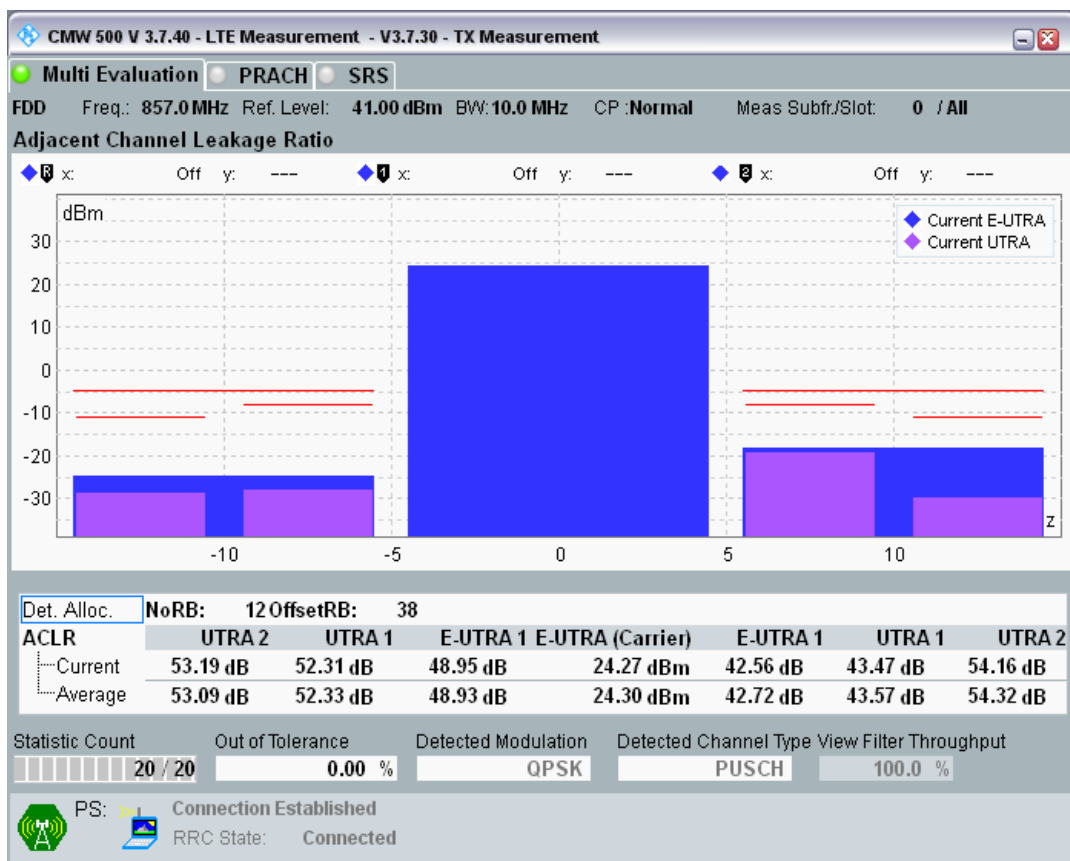 CMW 500 V 3.7.40 - LTE Measurement - V3.7.30 - TX Measurement
Multi Evaluation PRACH SRS
FDD Freq.: 857.0 MHz Ref. Level: 41.00 dBm BW: 10.0 MHz CP :Normal Meas Subfr./Slot: 0 / All
Adjacent Channel Leakage Ratio
R x: Off y: --- 1 x: Off y: --- 2 x: Off y: ---
dBm
Current E-UTRA
Current UTRA
30
20
10
0
-10
-20
-30
z
-10 -5 0 5 10
Det. Alloc. NoRB: 12 OffsetRB: 38
ACLR UTRA 2 UTRA 1 E-UTRA 1 E-UTRA (Carrier) E-UTRA 1 UTRA 1 UTRA 2
Current 53.19 dB 52.31 dB 48.95 dB 24.27 dBm 42.56 dB 43.47 dB 54.16 dB
Average 53.09 dB 52.33 dB 48.93 dB 24.30 dBm 42.72 dB 43.57 dB 54.32 dB
Statistic Count Out of Tolerance Detected Modulation Detected Channel Type View Filter Throughput
20 / 20 0.00 % QPSK PUSCH 100.0 %
PS: Connection Established
RRC State: Connected